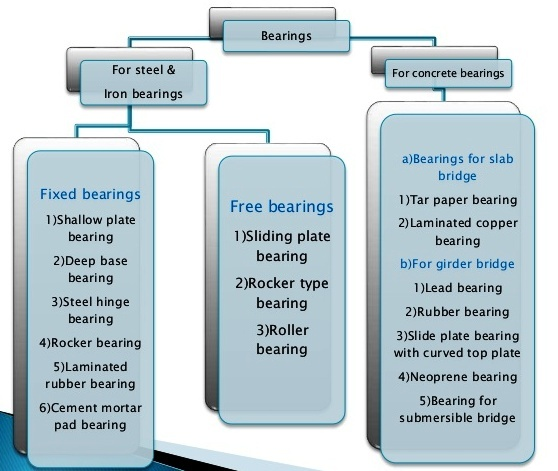 Bearings
For steel &
Iron bearings
For concrete bearings
Fixed bearings
1)Shallow plate
bearing
2)Deep base
bearing
3)Steel hinge
bearing
4)Rocker bearing
5)Laminated
rubber bearing
6)Cement mortar
pad bearing
Free bearings
1)Sliding plate
bearing
2)Rocker type
bearing
3)Roller
bearing
a)Bearings for slab
bridge
1)Tar paper bearing
2)Laminated copper
bearing
b)For girder bridge
1)Lead bearing
2)Rubber bearing
3)Slide plate bearing
with curved top plate
4)Neoprene bearing
5)Bearing for
submersible bridge